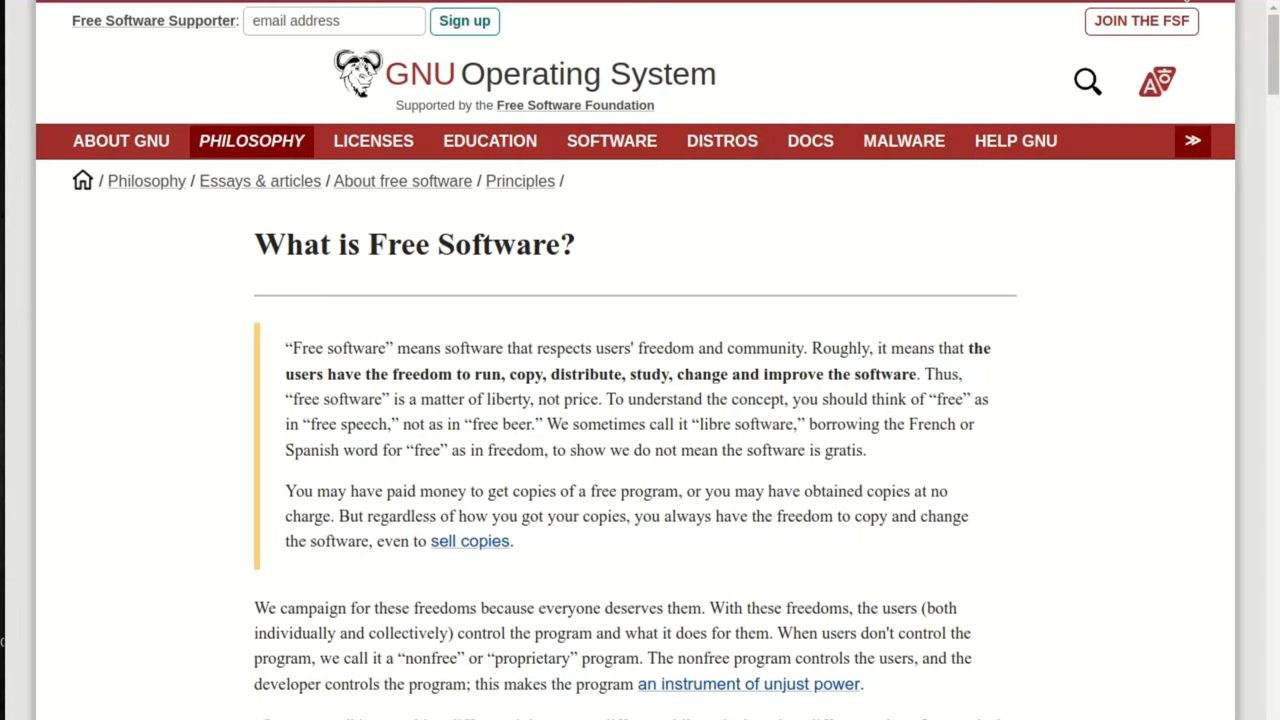 Free Software Supporter: email address Sign up JOIN THE FSF
GNU Operating System
Supported by the Free Software Foundation
ABOUT GNU PHILOSOPHY LICENSES EDUCATION SOFTWARE DISTROS DOCS MALWARE HELP GNU ≫
/ Philosophy / Essays & articles / About free software / Principles /
What is Free Software?
“Free software” means software that respects users' freedom and community. Roughly, it means that the
users have the freedom to run, copy, distribute, study, change and improve the software. Thus,
“free software” is a matter of liberty, not price. To understand the concept, you should think of “free” as
in “free speech,” not as in “free beer.” We sometimes call it “libre software,” borrowing the French or
Spanish word for “free” as in freedom, to show we do not mean the software is gratis.
You may have paid money to get copies of a free program, or you may have obtained copies at no
charge. But regardless of how you got your copies, you always have the freedom to copy and change
the software, even to sell copies.
We campaign for these freedoms because everyone deserves them. With these freedoms, the users (both
individually and collectively) control the program and what it does for them. When users don't control the
program, we call it a “nonfree” or “proprietary” program. The nonfree program controls the users, and the
developer controls the program; this makes the program an instrument of unjust power.